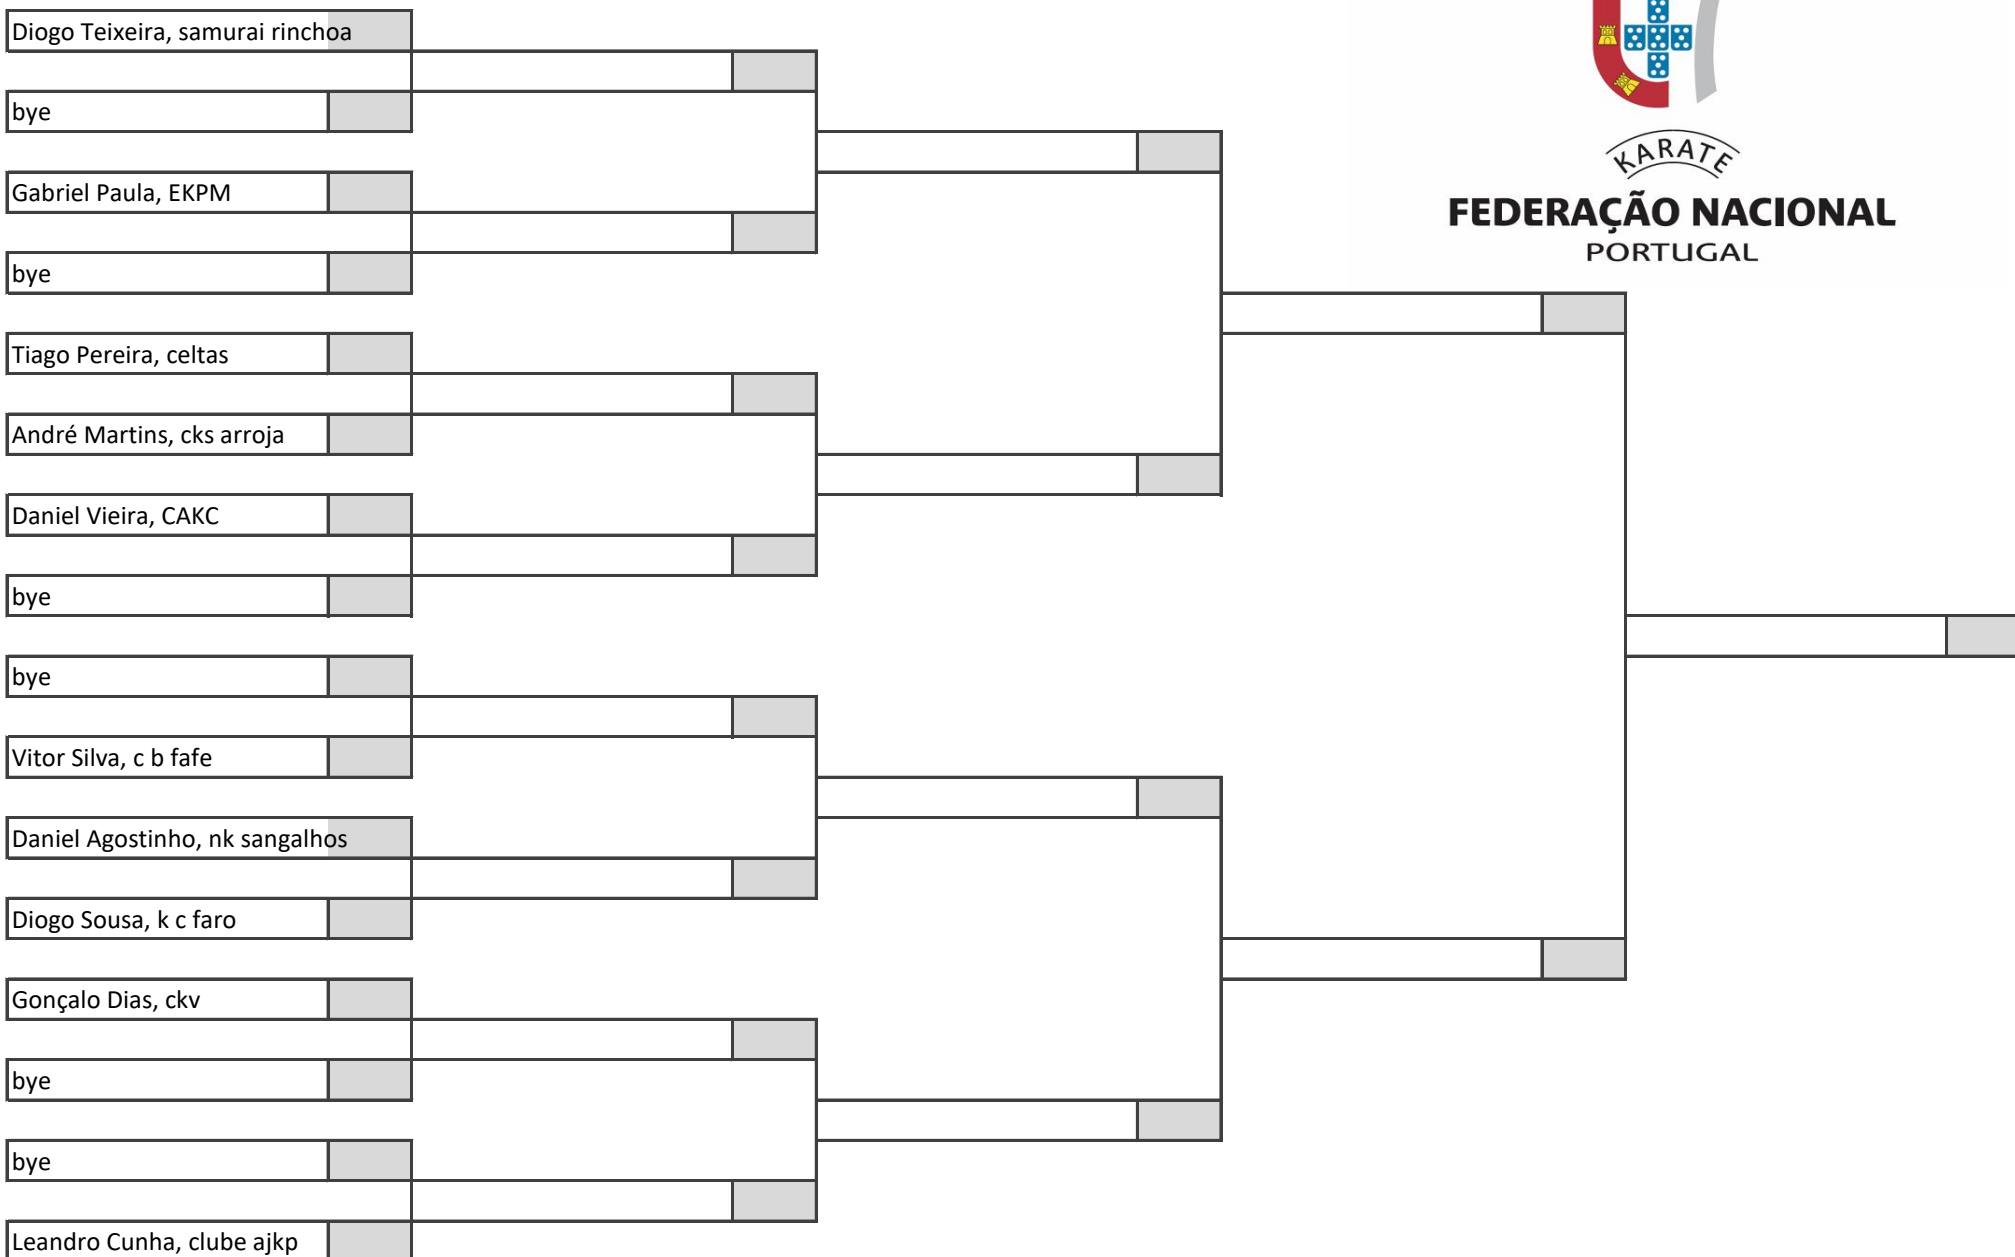 Diogo Teixeira, samurai rinchoa
bye
Gabriel Paula, EKPM
bye
Tiago Pereira, celtas
André Martins, cks arroja
Daniel Vieira, CAKC
bye
bye
Vitor Silva, c b fafe
Daniel Agostinho, nk sangalhos
Diogo Sousa, k c faro
Gonçalo Dias, ckv
bye
bye
Leandro Cunha, clube ajkp
KARATE
FEDERAÇÃO NACIONAL
PORTUGAL